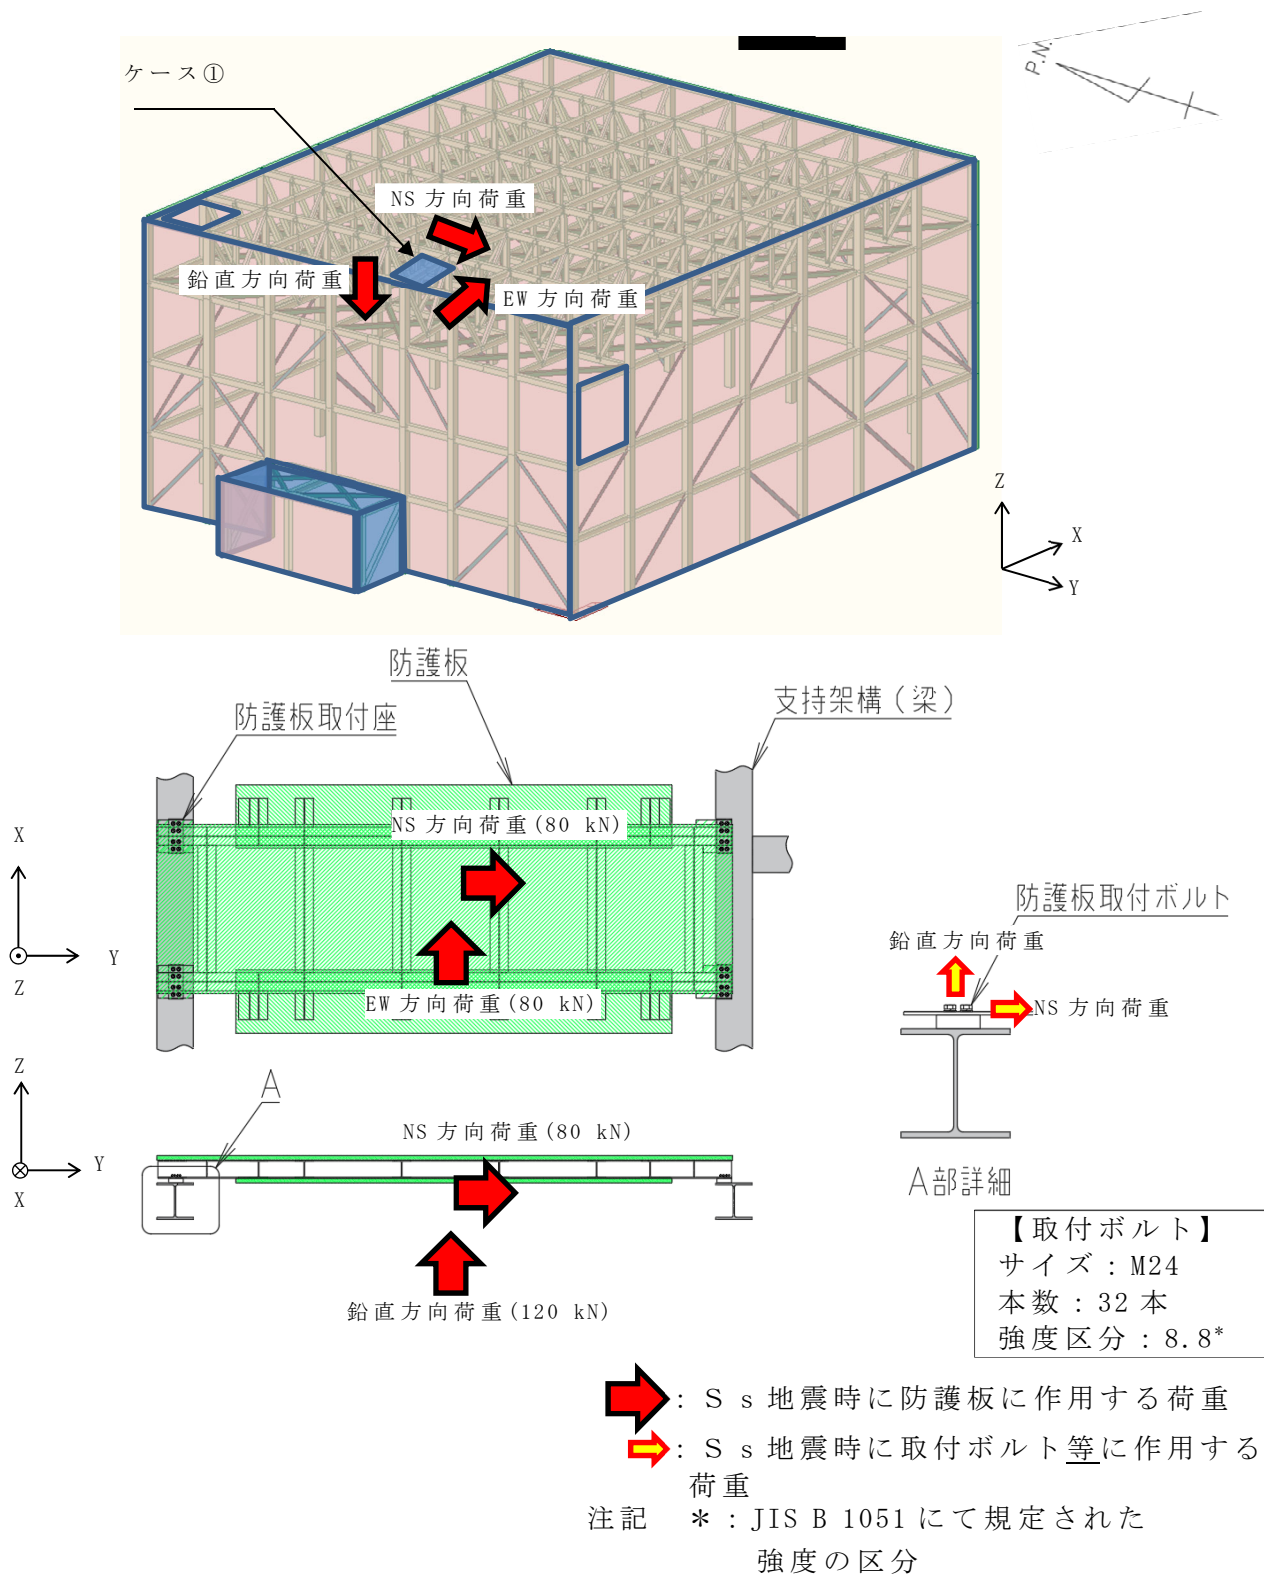 P.N.
ケース①
NS 方向荷重
鉛直方向荷重
EW 方向荷重
Z
X
Y
防護板
防護板取付座
支持架構（梁）
NS 方向荷重(80 kN)
X
Y
Z
EW 方向荷重(80 kN)
防護板取付ボルト
鉛直方向荷重
NS 方向荷重
A部詳細
Z
Y
X
A
NS 方向荷重(80 kN)
鉛直方向荷重(120 kN)
【取付ボルト】
サイズ：M24
本数：32 本
強度区分：8.8*
：Ｓｓ地震時に防護板に作用する荷重
：Ｓｓ地震時に取付ボルト等に作用する
荷重
注記　＊：JIS B 1051 にて規定された
強度の区分